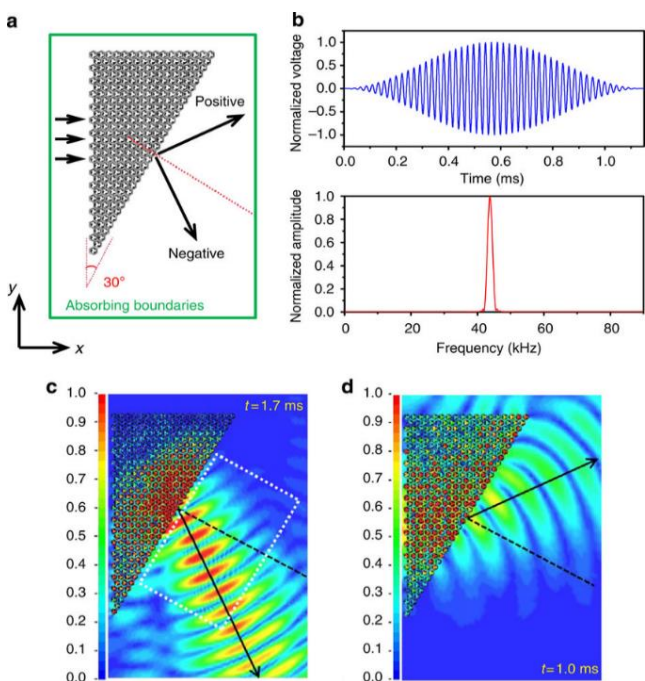 a
Positive
Negative
30°
Absorbing boundaries
y
x
b
Normalized voltage
1.0
0.5
0.0
−0.5
−1.0
0.0 0.2 0.4 0.6 0.8 1.0
Time (ms)
Normalized amplitude
1.0
0.8
0.6
0.4
0.2
0.0
0 20 40 60 80
Frequency (kHz)
c
t = 1.7 ms
1.0
0.9
0.8
0.7
0.6
0.5
0.4
0.3
0.2
0.1
0.0
d
1.0
0.9
0.8
0.7
0.6
0.5
0.4
0.3
0.2
0.1
0.0
t = 1.0 ms